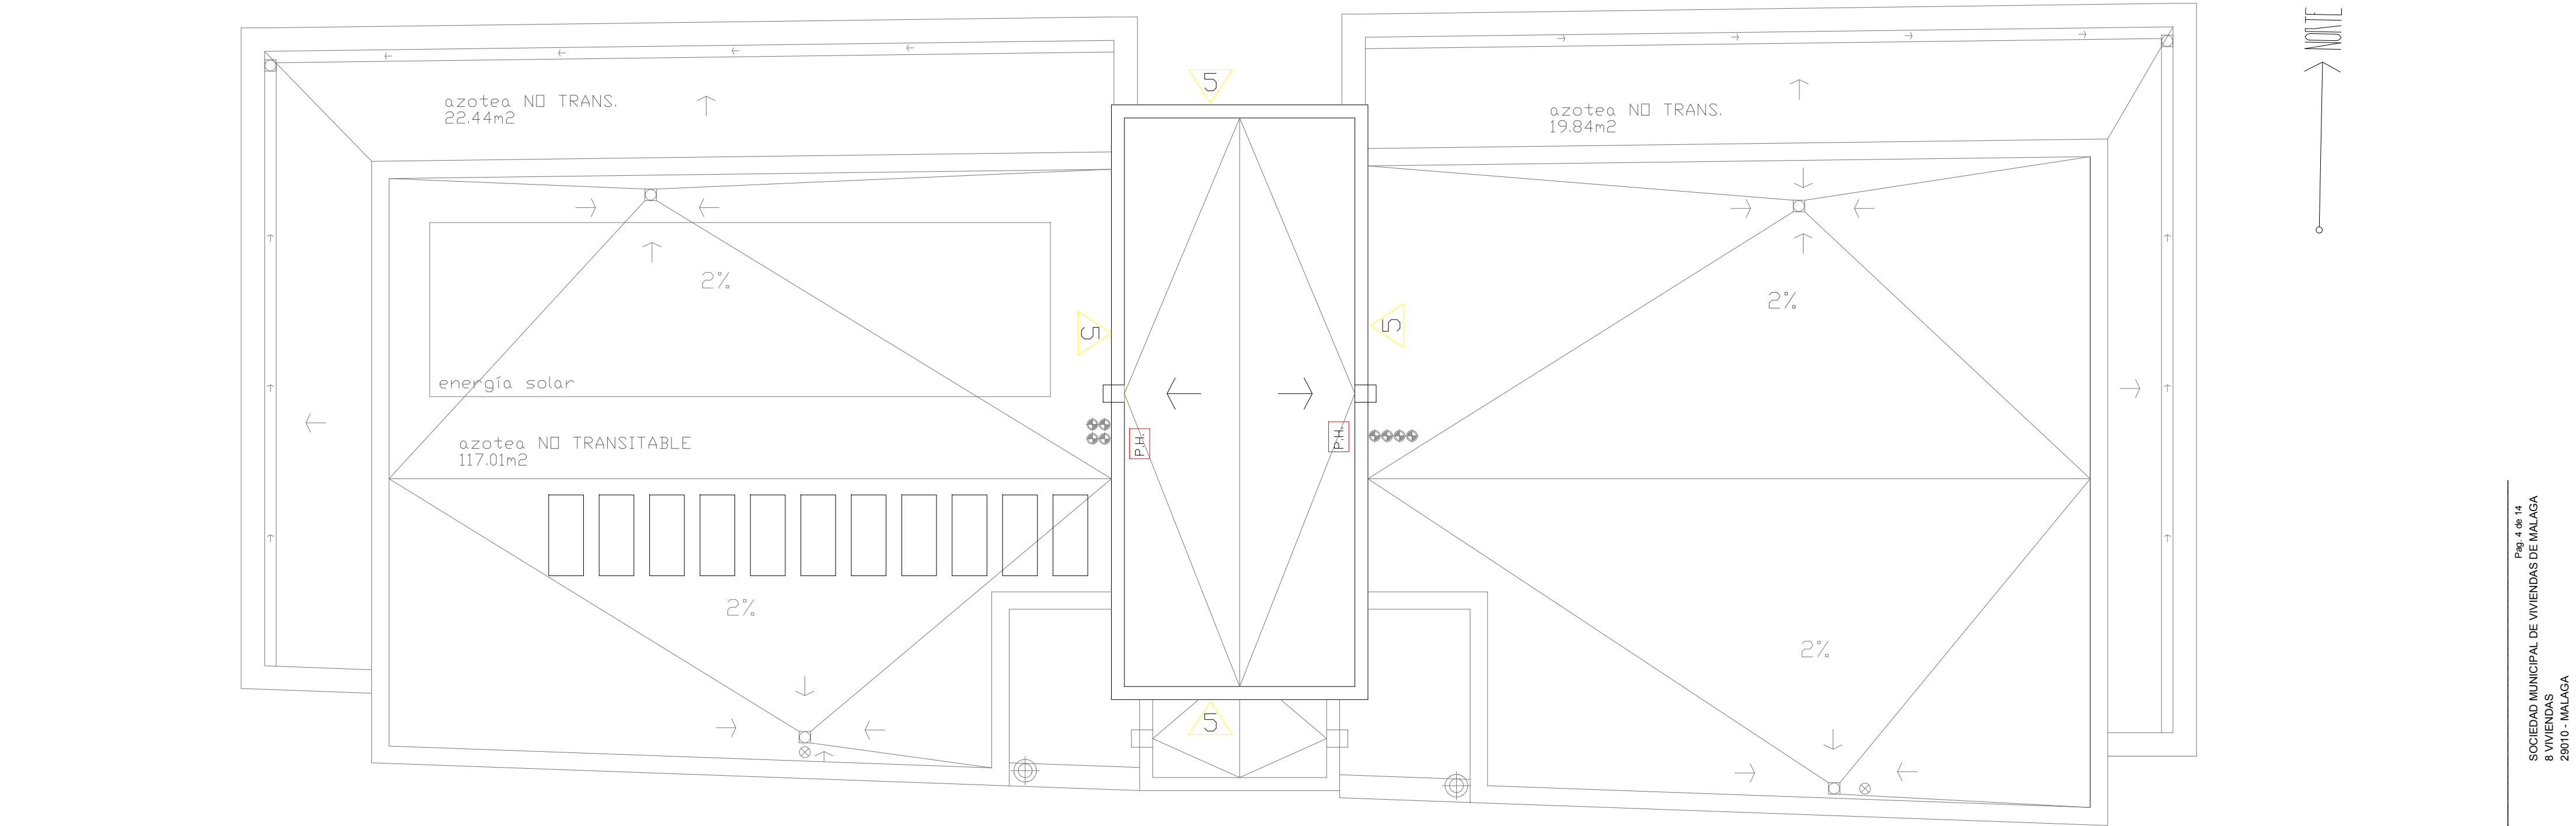 NORTE
5
azotea NO TRANS.
22.44m2
azotea NO TRANS.
19.84m2
2%
2%
5
5
energía solar
P.H.
P.H.
azotea NO TRANSITABLE
117.01m2
2%
2%
5
Pag. 4 de 14
SOCIEDAD MUNICIPAL DE VIVIENDAS DE MALAGA
8 VIVIENDAS
29010 - MALAGA